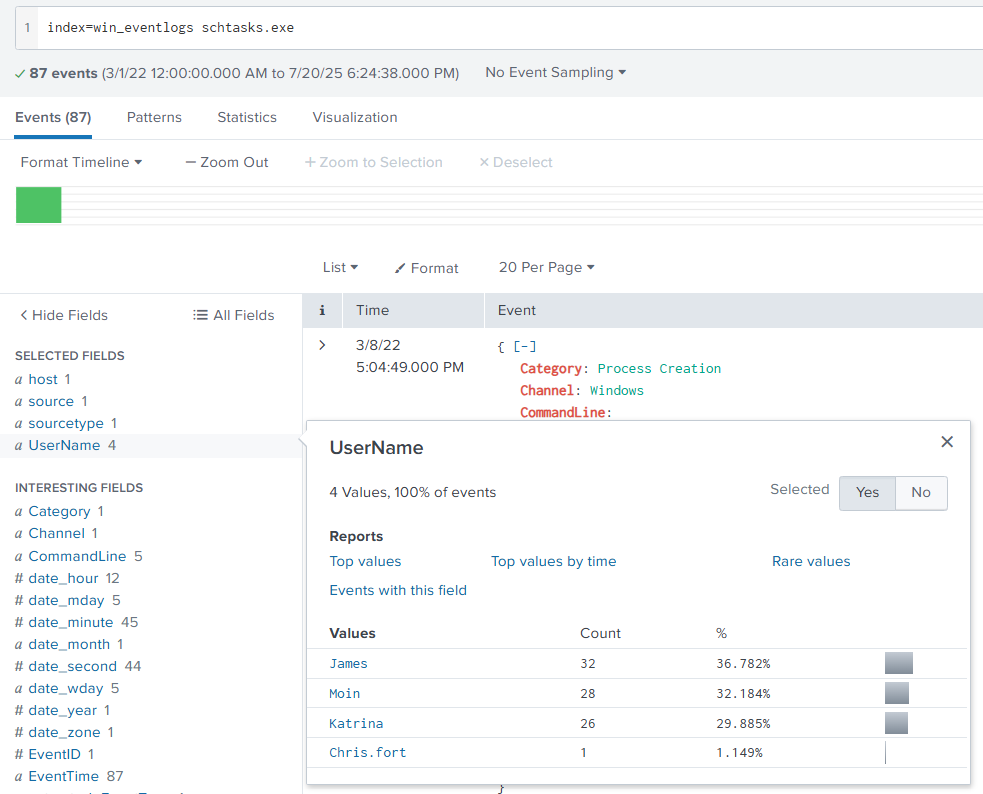 1 index=win_eventlogs schtasks.exe
87 events (3/1/22 12:00:00.000 AM to 7/20/25 6:24:38.000 PM) No Event Sampling
Events (87) Patterns Statistics Visualization
Format Timeline — Zoom Out + Zoom to Selection × Deselect
List Format 20 Per Page
< Hide Fields All Fields i Time Event
SELECTED FIELDS
a host 1
a source 1
a sourcetype 1
a UserName 4
INTERESTING FIELDS
a Category 1
a Channel 1
a CommandLine 5
# date_hour 12
# date_mday 5
# date_minute 45
a date_month 1
# date_second 44
a date_wday 5
# date_year 1
# date_zone 1
# EventID 1
a EventTime 87
> 3/8/22
5:04:49.000 PM
{ [-]
Category: Process Creation
Channel: Windows
CommandLine:
UserName ×
4 Values, 100% of events Selected Yes No
Reports
Top values Top values by time Rare values
Events with this field
Values Count %
James 32 36.782%
Moin 28 32.184%
Katrina 26 29.885%
Chris.fort 1 1.149%
}